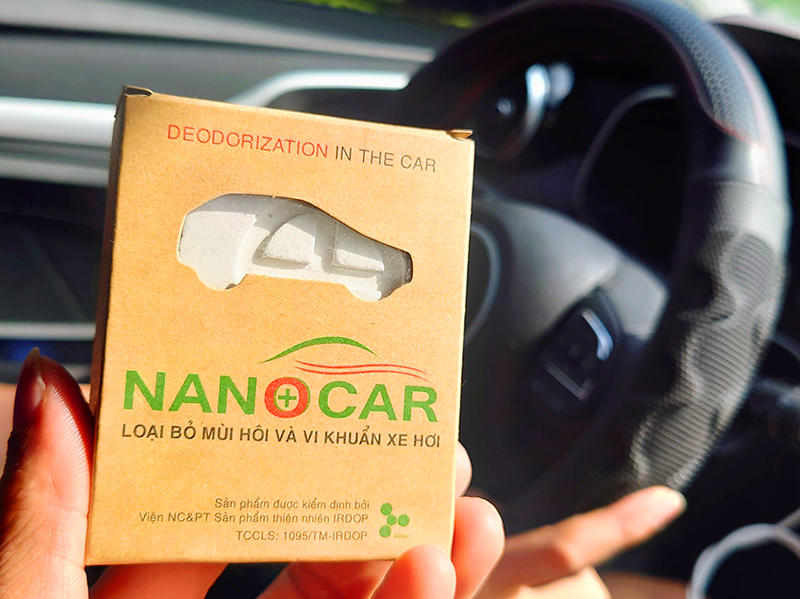 DEODORIZATION IN THE CAR
NANOCAR
LOẠI BỎ MÙI HÔI VÀ VI KHUẨN XE HƠI
Sản phẩm được kiểm định bởi
Viện NC&PT Sản phẩm thiên nhiên IRDOP
TCCLS: 1095/TM-IRDOP